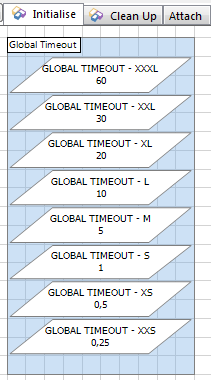 Initialise
Clean Up
Attach
Global Timeout
GLOBAL TIMEOUT - XXXL
60
GLOBAL TIMEOUT - XXL
30
GLOBAL TIMEOUT - XL
20
GLOBAL TIMEOUT - L
10
GLOBAL TIMEOUT - M
5
GLOBAL TIMEOUT - S
1
GLOBAL TIMEOUT - XS
0,5
GLOBAL TIMEOUT - XXS
0,25